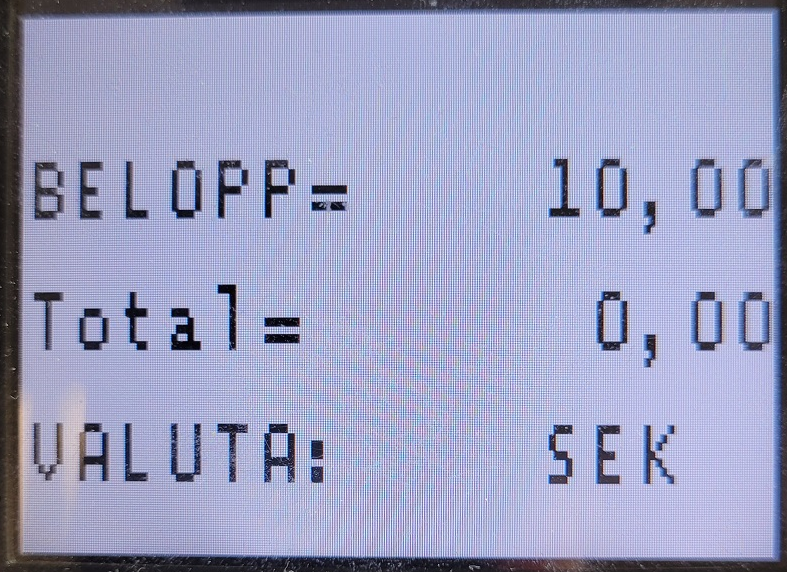 BELOPP= 10,00
Total= 0,00
VALUTA: SEK